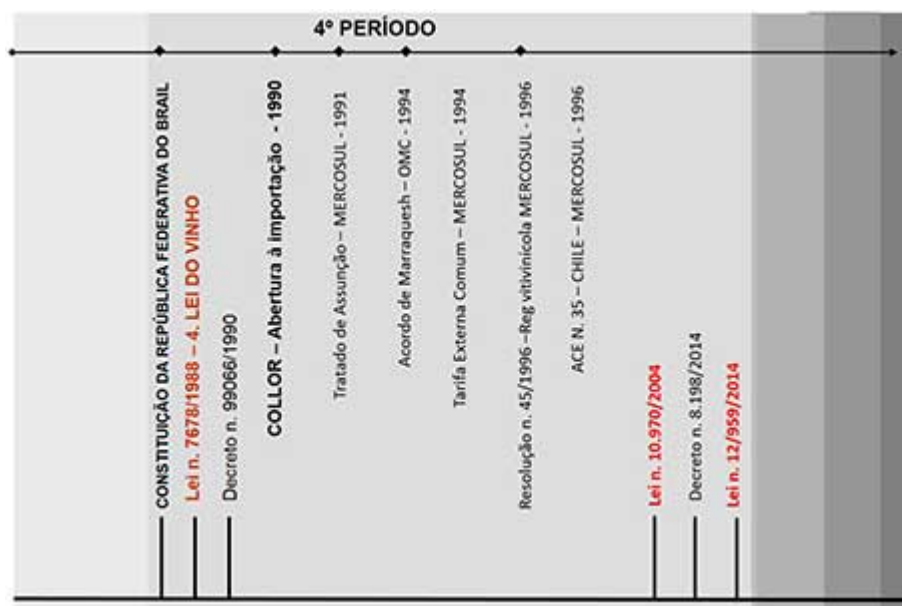 4º PERÍODO
CONSTITUIÇÃO DA REPÚBLICA FEDERATIVA DO BRAIL
Lei n. 7678/1988 – 4. LEI DO VINHO
Decreto n. 99066/1990
COLLOR – Abertura à importação - 1990
Tratado de Assunção – MERCOSUL - 1991
Acordo de Marraquesh – OMC - 1994
Tarifa Externa Comum – MERCOSUL - 1994
Resolução n. 45/1996 –Reg vitivinícola MERCOSUL - 1996
ACE N. 35 – CHILE – MERCOSUL - 1996
Lei n. 10.970/2004
Decreto n. 8.198/2014
Lei n. 12/959/2014